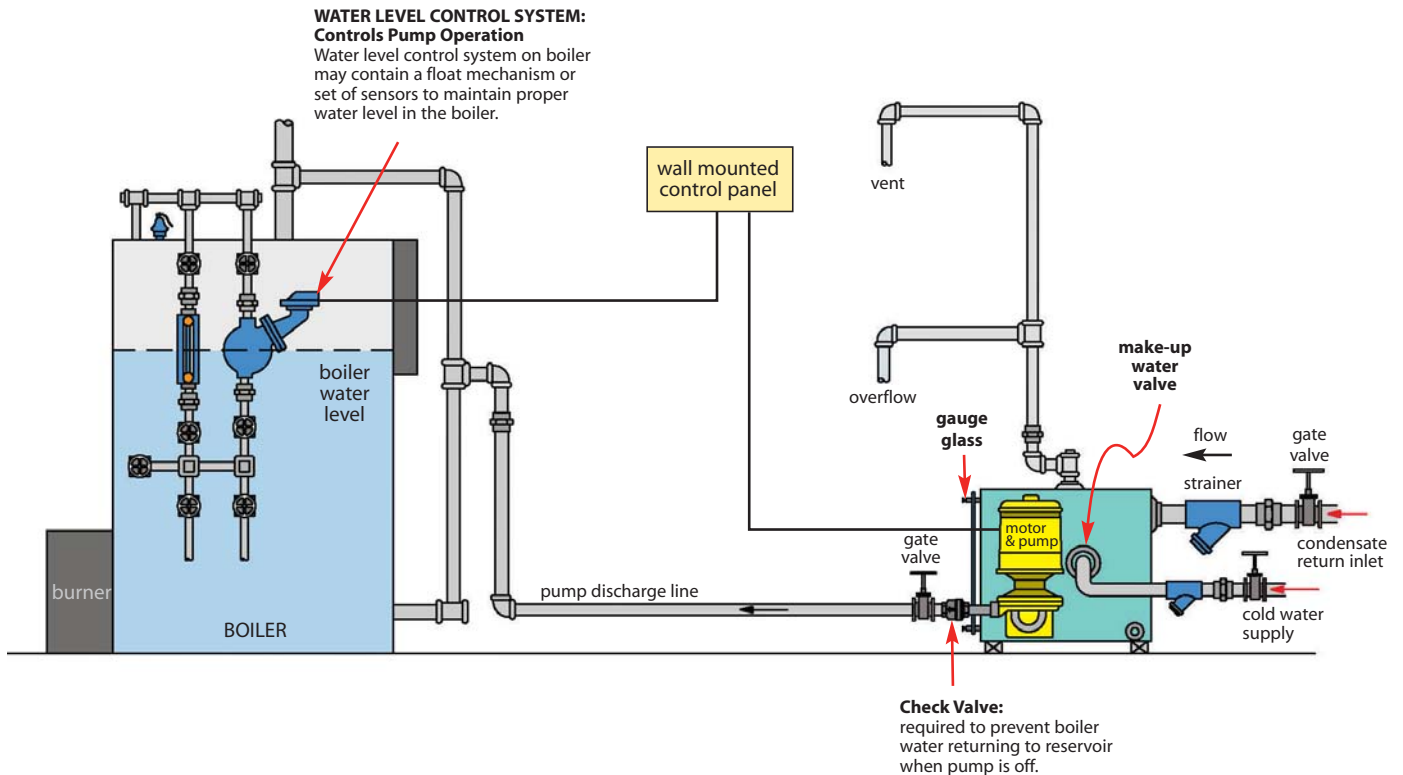 WATER LEVEL CONTROL SYSTEM:
Controls Pump Operation
Water level control system on boiler
may contain a float mechanism or
set of sensors to maintain proper
water level in the boiler.
wall mounted
control panel
vent
boiler
water
level
overflow
make-up
water
valve
gauge
glass
flow
gate
valve
strainer
motor
& pump
condensate
return inlet
gate
valve
burner
pump discharge line
cold water
supply
BOILER
Check Valve:
required to prevent boiler
water returning to reservoir
when pump is off.